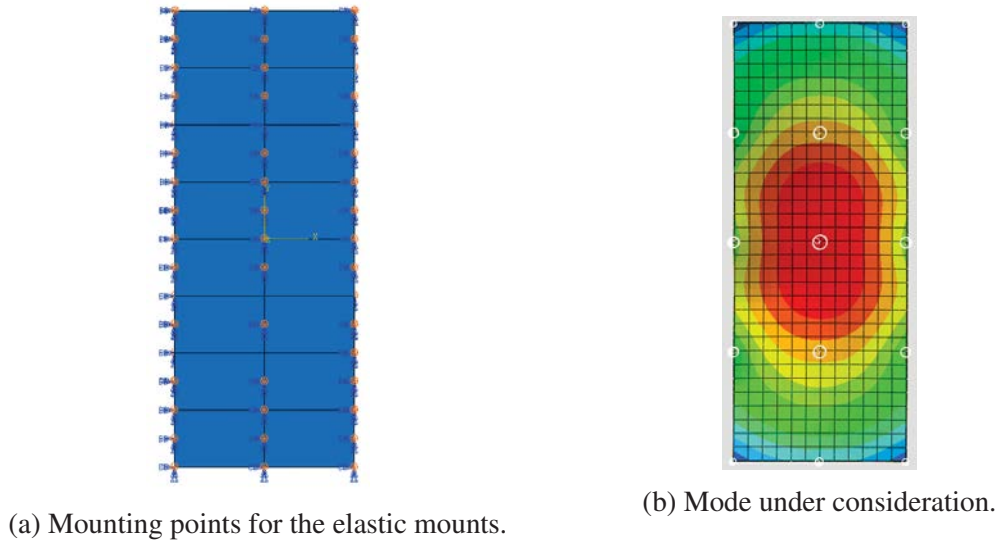 X
(a) Mounting points for the elastic mounts.
(b) Mode under consideration.